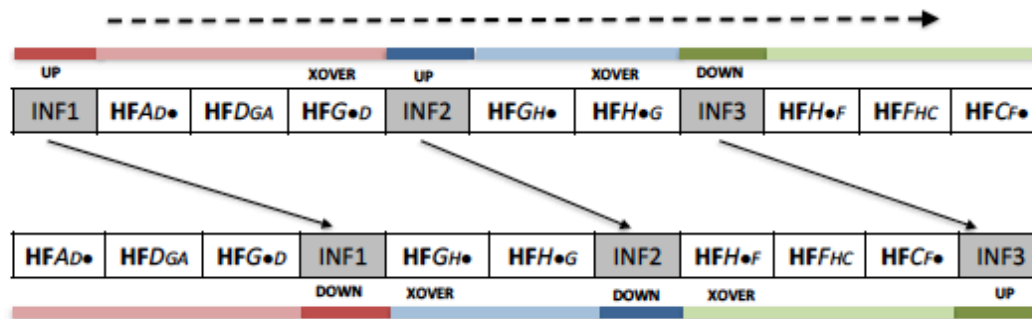 UP XOVER UP XOVER DOWN
INF1 HFAD● HFDGA HFG●D INF2 HFGH● HFH●G INF3 HFH●F HFFHC HFCF●
HFAD● HFDGA HFG●D INF1 HFGH● HFH●G INF2 HFH●F HFFHC HFCF● INF3
DOWN XOVER DOWN XOVER UP